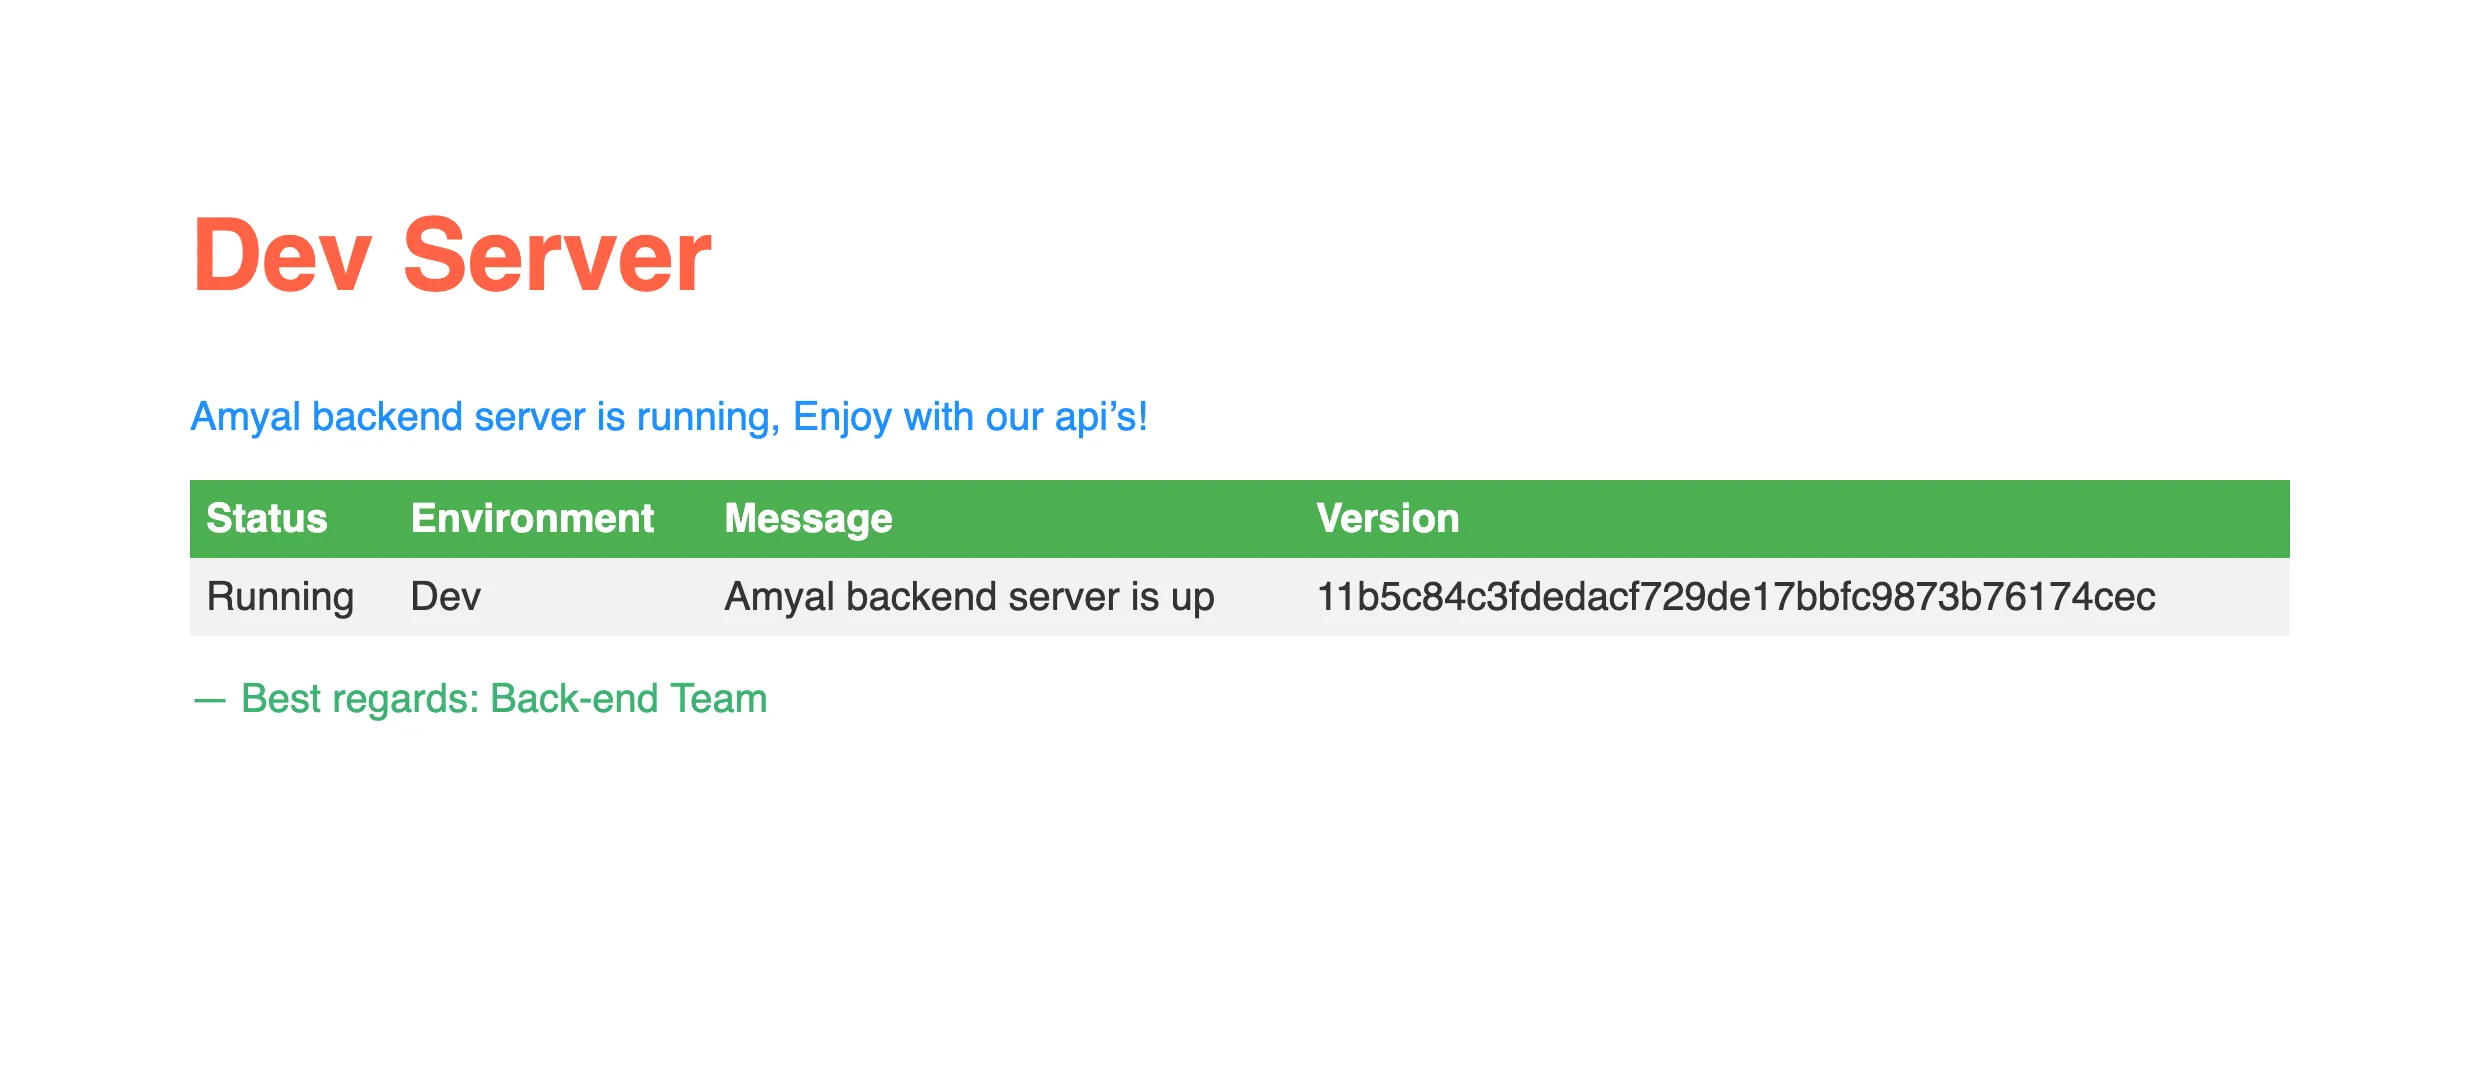 Dev Server
Amyal backend server is running, Enjoy with our api’s!
Status Environment Message Version
Running Dev Amyal backend server is up 11b5c84c3fdedacf729de17bbfc9873b76174cec
— Best regards: Back-end Team